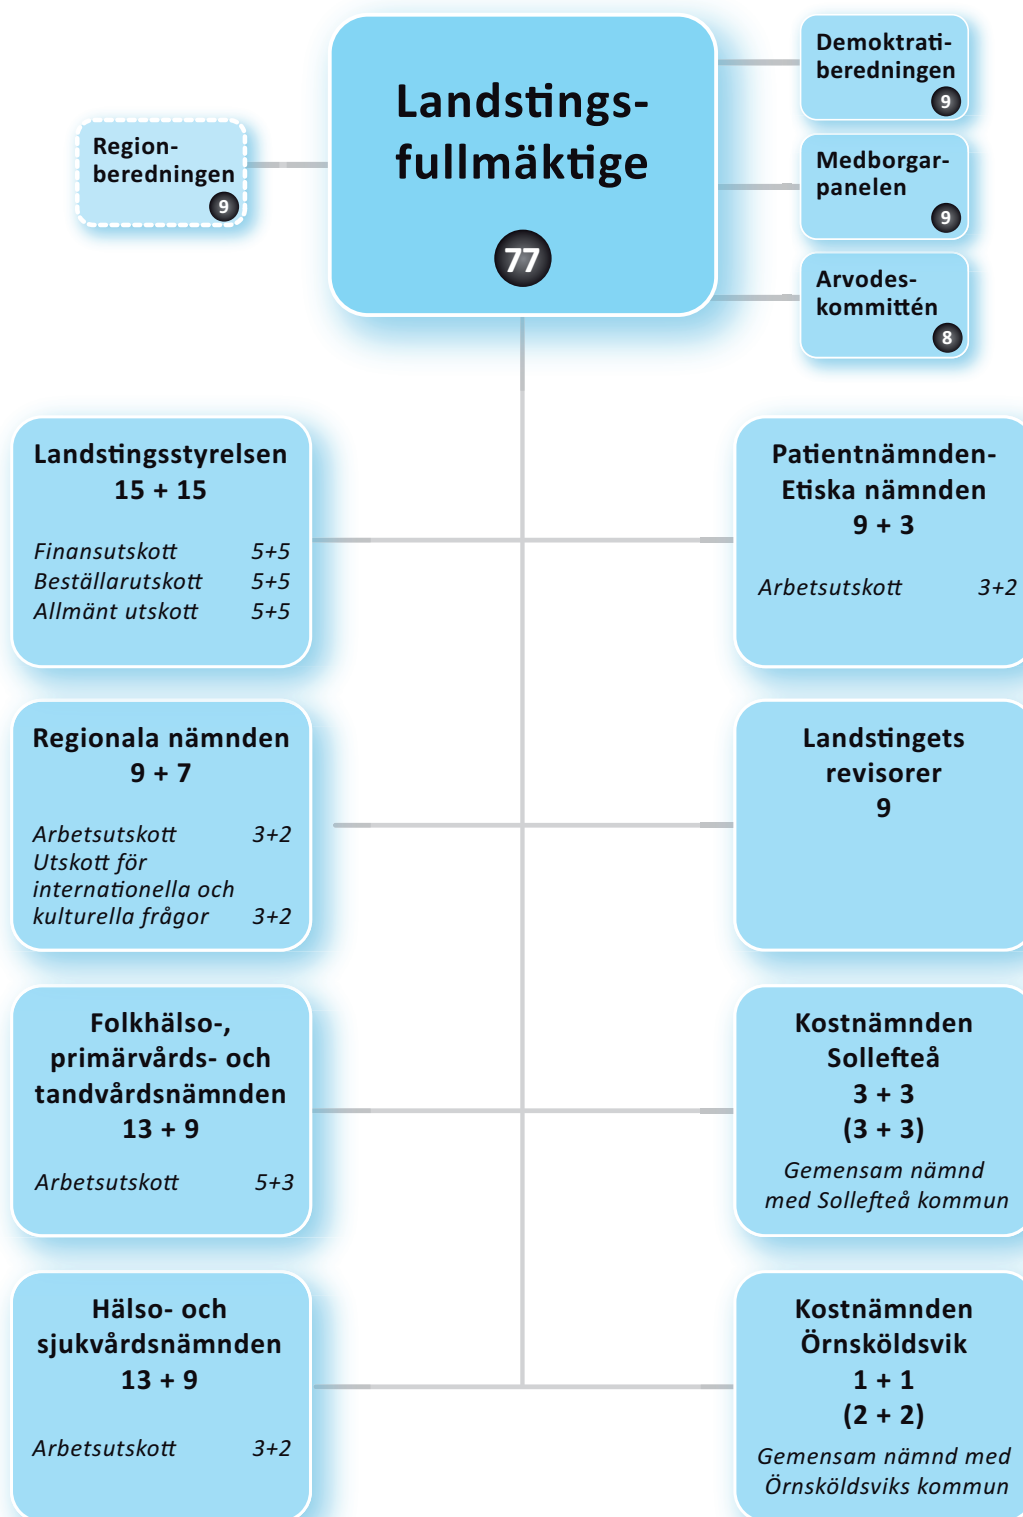 Landstings-
fullmäktige
77
Region-
beredningen
9
Demoktrati-
beredningen
9
Medborgar-
panelen
9
Arvodes-
kommittén
8
Landstingsstyrelsen
15 + 15
Finansutskott 5+5
Beställarutskott 5+5
Allmänt utskott 5+5
Patientnämnden-
Etiska nämnden
9 + 3
Arbetsutskott 3+2
Regionala nämnden
9 + 7
Arbetsutskott 3+2
Utskott för
internationella och
kulturella frågor 3+2
Landstingets
revisorer
9
Folkhälso-,
primärvårds- och
tandvårdsnämnden
13 + 9
Arbetsutskott 5+3
Kostnämnden
Sollefteå
3 + 3
(3 + 3)
Gemensam nämnd
med Sollefteå kommun
Hälso- och
sjukvårdsnämnden
13 + 9
Arbetsutskott 3+2
Kostnämnden
Örnsköldsvik
1 + 1
(2 + 2)
Gemensam nämnd med
Örnsköldsviks kommun